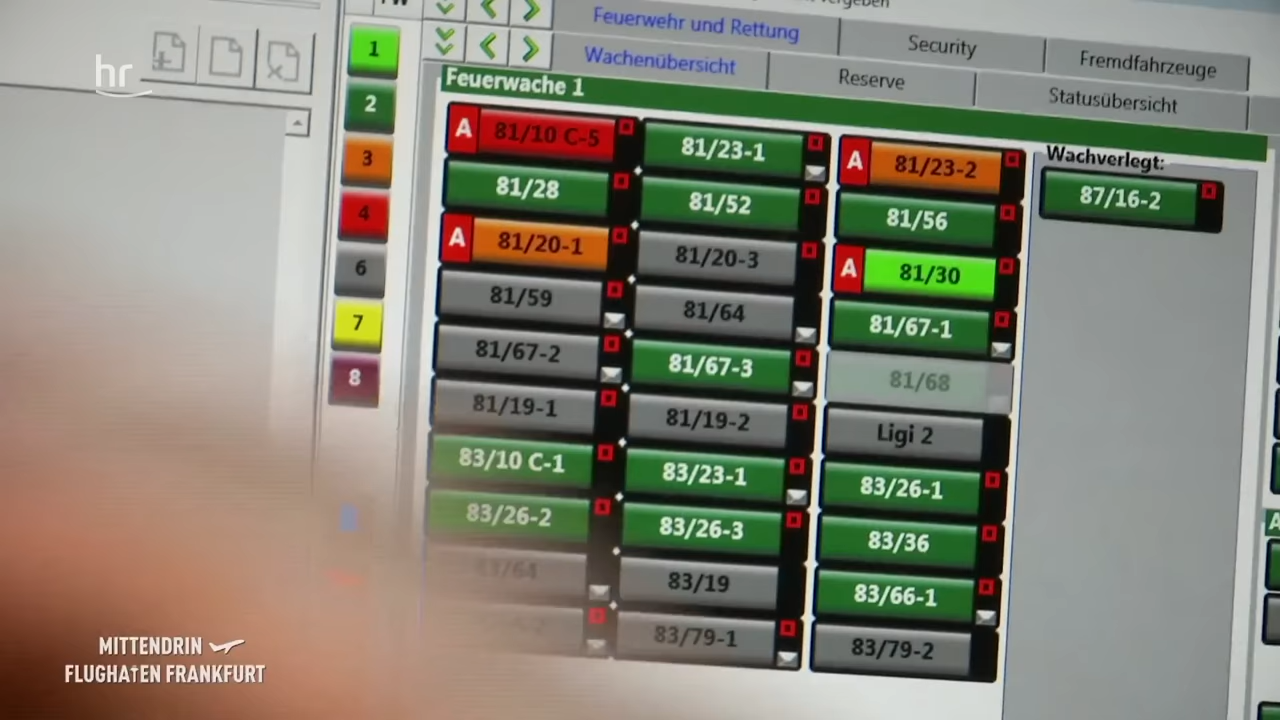 vergeben
Feuerwehr und Rettung
Security
Fremdfahrzeuge
Wachenübersicht
Reserve
Statusübersicht
hr
1
2
3
4
6
7
8
Feuerwache 1
A 81/10 C-5
81/23-1
A 81/23-2
Wachverlegt:
87/16-2
81/28
81/52
81/56
A 81/20-1
81/20-3
A 81/30
81/59
81/64
81/67-1
81/67-2
81/67-3
81/68
81/19-1
81/19-2
Ligi 2
83/10 C-1
83/23-1
83/26-1
83/26-2
83/26-3
83/36
83/19
83/66-1
83/79-1
83/79-2
MITTENDRIN
FLUGHAFEN FRANKFURT